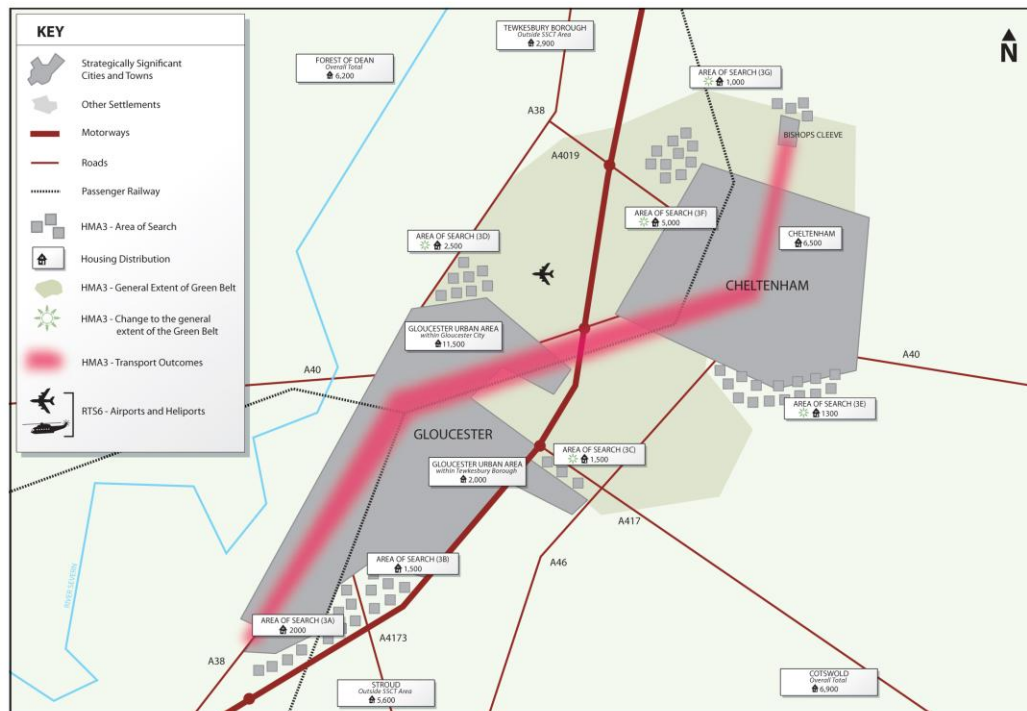 KEY
Strategically Significant
Cities and Towns
Other Settlements
Motorways
Roads
Passenger Railway
HMA3 - Area of Search
Housing Distribution
HMA3 - General Extent of Green Belt
HMA3 - Change to the general
extent of the Green Belt
HMA3 - Transport Outcomes
RTS6 - Airports and Heliports
N
TEWKESBURY BOROUGH
Outside SSCT Area
2,900
FOREST OF DEAN
Overall Total
6,200
AREA OF SEARCH (3G)
1,000
BISHOPS CLEEVE
A38
A4019
AREA OF SEARCH (3F)
5,000
AREA OF SEARCH (3D)
2,500
CHELTENHAM
6,500
CHELTENHAM
GLOUCESTER URBAN AREA
within Gloucester City
11,500
A40
A40
AREA OF SEARCH (3E)
1300
GLOUCESTER
AREA OF SEARCH (3C)
1,500
GLOUCESTER URBAN AREA
within Tewkesbury Borough
2,000
A417
A46
AREA OF SEARCH (3B)
1,500
RIVER SEVERN
AREA OF SEARCH (3A)
2000
A4173
A38
STROUD
Outside SSCT Area
5,600
COTSWOLD
Overall Total
6,900